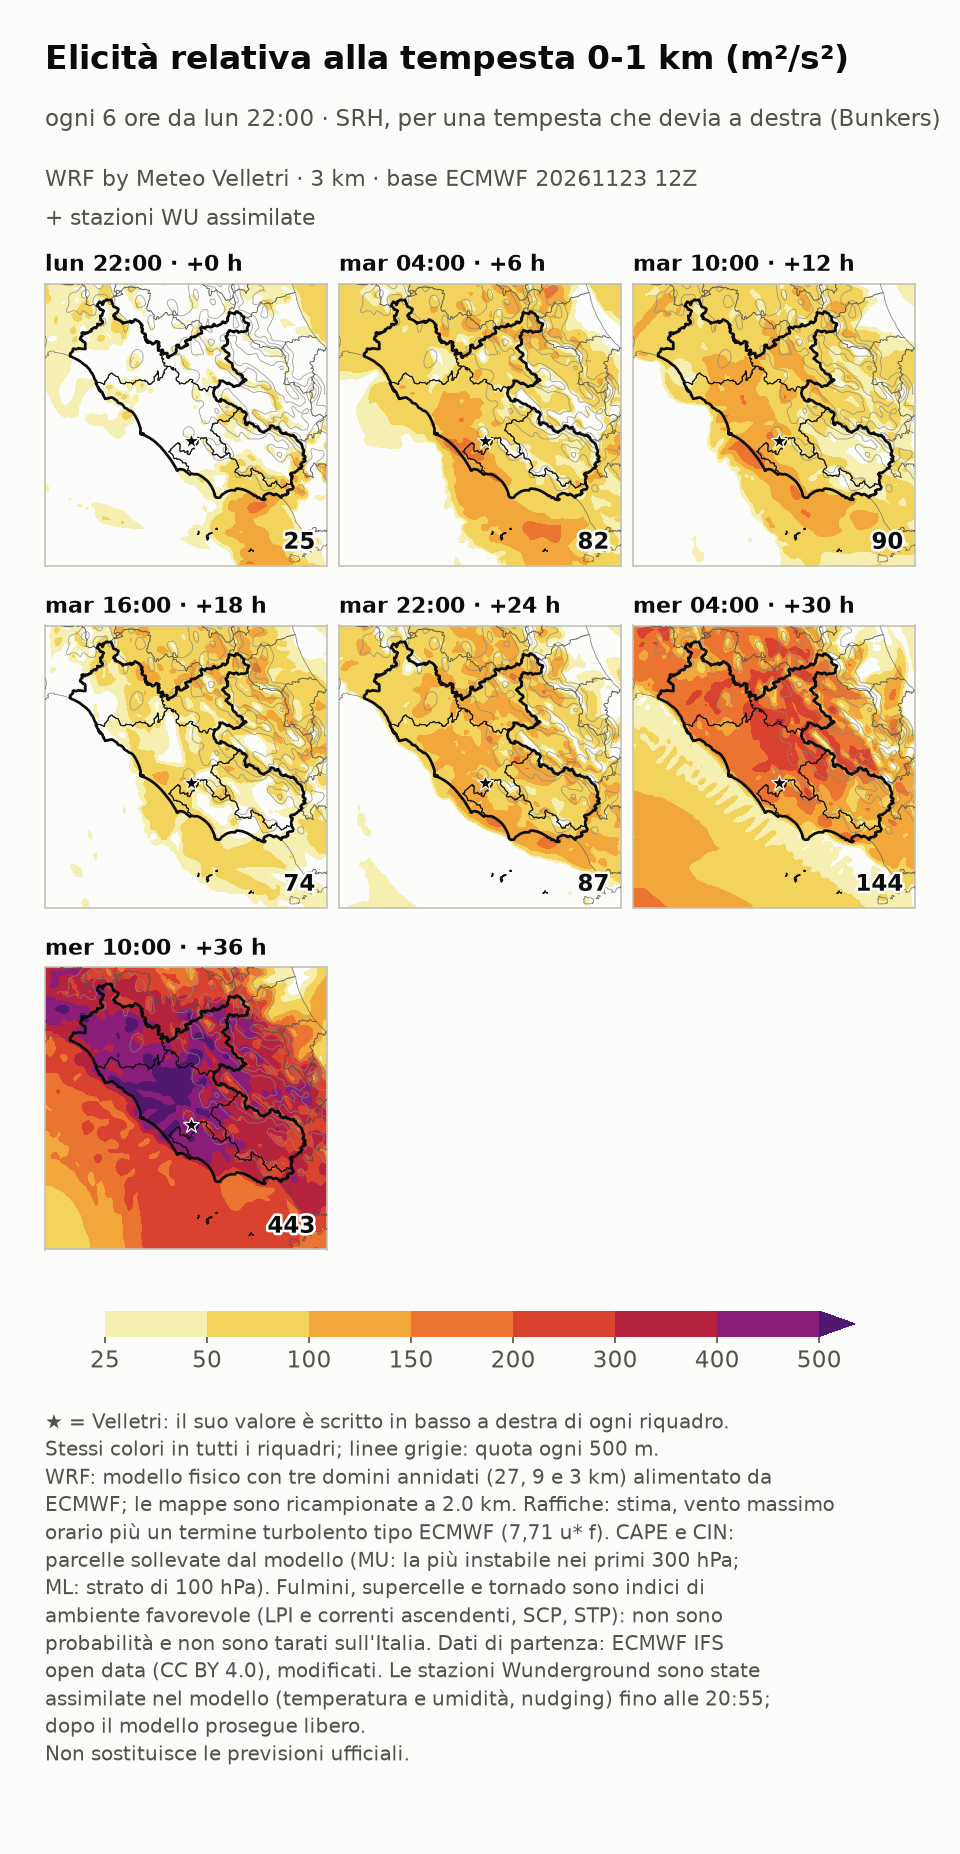 Elicità relativa alla tempesta 0-1 km (m²/s²)
ogni 6 ore da lun 22:00 · SRH, per una tempesta che devia a destra (Bunkers)
WRF by Meteo Velletri · 3 km · base ECMWF 20261123 12Z
+ stazioni WU assimilate
lun 22:00 · +0 h
mar 04:00 · +6 h
mar 10:00 · +12 h
25
82
90
mar 16:00 · +18 h
mar 22:00 · +24 h
mer 04:00 · +30 h
74
87
144
mer 10:00 · +36 h
443
25 50 100 150 200 300 400 500
★ = Velletri: il suo valore è scritto in basso a destra di ogni riquadro.
Stessi colori in tutti i riquadri; linee grigie: quota ogni 500 m.
WRF: modello fisico con tre domini annidati (27, 9 e 3 km) alimentato da
ECMWF; le mappe sono ricampionate a 2.0 km. Raffiche: stima, vento massimo
orario più un termine turbolento tipo ECMWF (7,71 u* f). CAPE e CIN:
parcelle sollevate dal modello (MU: la più instabile nei primi 300 hPa;
ML: strato di 100 hPa). Fulmini, supercelle e tornado sono indici di
ambiente favorevole (LPI e correnti ascendenti, SCP, STP): non sono
probabilità e non sono tarati sull'Italia. Dati di partenza: ECMWF IFS
open data (CC BY 4.0), modificati. Le stazioni Wunderground sono state
assimilate nel modello (temperatura e umidità, nudging) fino alle 20:55;
dopo il modello prosegue libero.
Non sostituisce le previsioni ufficiali.